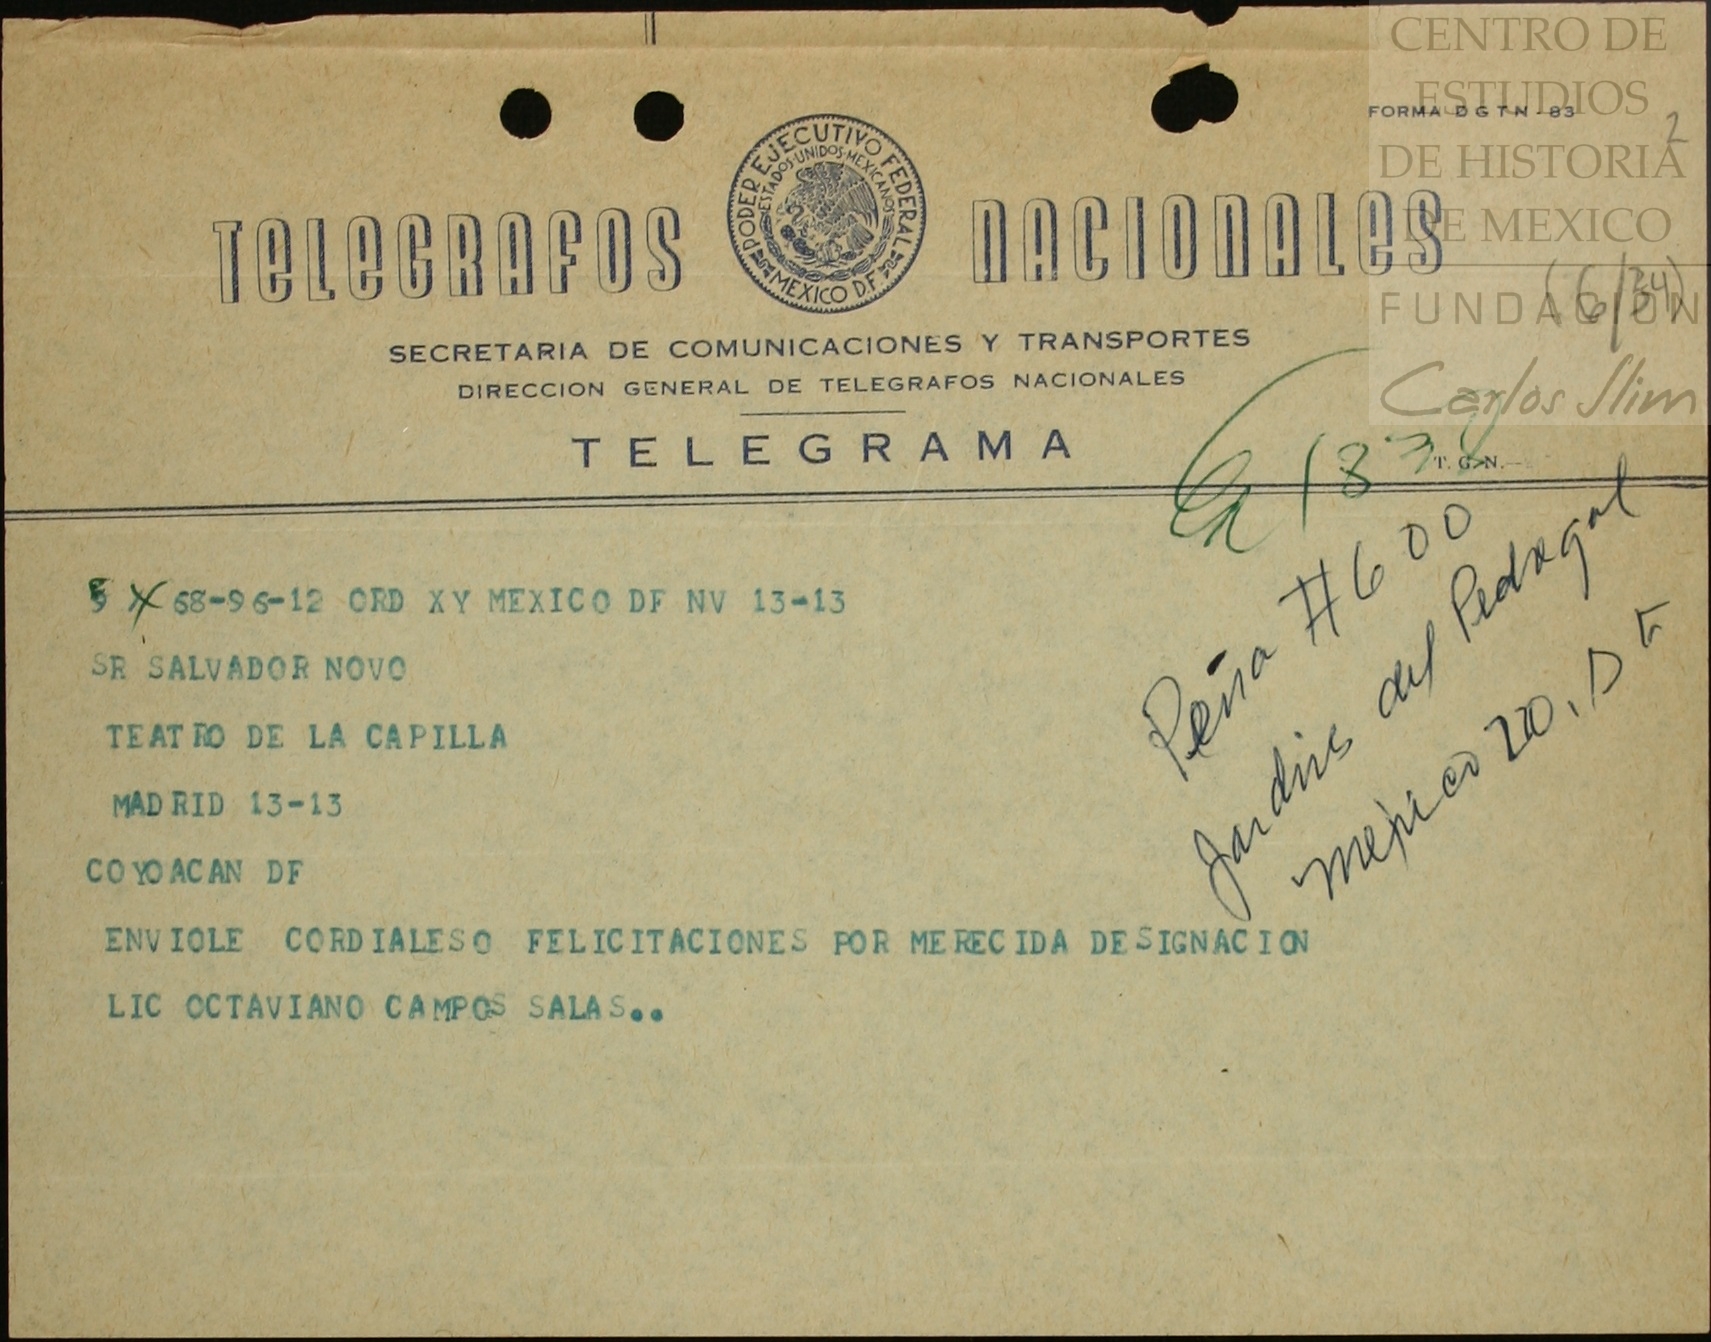 CENTRO DE
ESTUDIOS
DE HISTORIA
DE MEXICO
FUNDACION
Carlos Slim
FORMA DGTN-83
2
(6/34)
TELEGRAFOS NACIONALES
PODER EJECUTIVO FEDERAL
ESTADOS UNIDOS MEXICANOS
MEXICO D.F.
SECRETARIA DE COMUNICACIONES Y TRANSPORTES
DIRECCION GENERAL DE TELEGRAFOS NACIONALES
TELEGRAMA
T. G. N.—
68-96-12 ORD XY MEXICO DF NV 13-13
SR SALVADOR NOVO
TEATRO DE LA CAPILLA
MADRID 13-13
COYOACAN DF
ENVIOLE CORDIALESO FELICITACIONES POR MERECIDA DESIGNACION
LIC OCTAVIANO CAMPOS SALAS..
Peña #600
Jardines del Pedregal
Mexico 20, D F